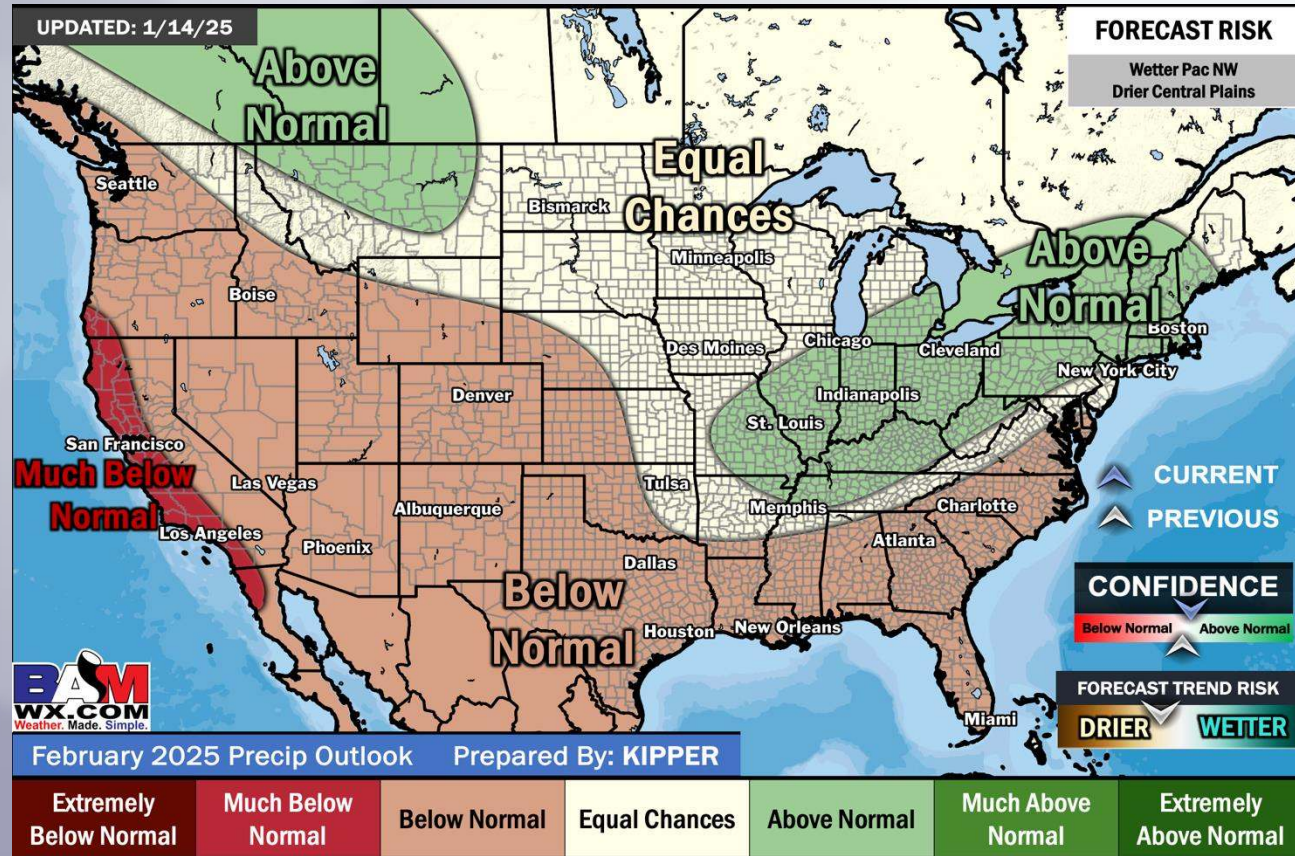 UPDATED: 1/14/25
FORECAST RISK
Wetter Pac NW
Drier Central Plains
Above
Normal
Equal
Chances
Above
Normal
Seattle
Bismarck
Minneapolis
Boise
Boston
Des Moines
Chicago
Cleveland
New York City
Denver
Indianapolis
St. Louis
San Francisco
Much Below
Normal
Las Vegas
Los Angeles
Albuquerque
Phoenix
Tulsa
Memphis
Charlotte
Atlanta
Dallas
Below
Normal
Houston
New Orleans
Miami
CURRENT
PREVIOUS
CONFIDENCE
Below Normal
Above Normal
FORECAST TREND RISK
DRIER
WETTER
BAM
WX.COM
Weather. Made. Simple.
February 2025 Precip Outlook
Prepared By: KIPPER
Extremely
Below Normal
Much Below
Normal
Below Normal
Equal Chances
Above Normal
Much Above
Normal
Extremely
Above Normal